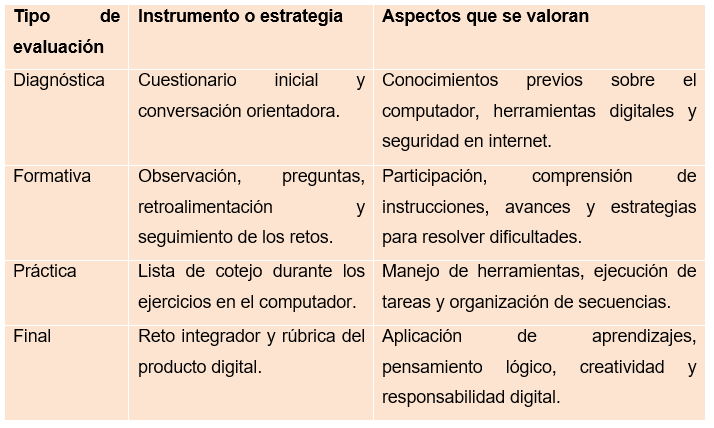 Tipo de evaluación
Instrumento o estrategia
Aspectos que se valoran
Diagnóstica
Cuestionario inicial y
conversación orientadora.
Conocimientos previos sobre el
computador, herramientas digitales y
seguridad en internet.
Formativa
Observación, preguntas,
retroalimentación y
seguimiento de los retos.
Participación, comprensión de
instrucciones, avances y estrategias
para resolver dificultades.
Práctica
Lista de cotejo durante los
ejercicios en el computador.
Manejo de herramientas, ejecución de
tareas y organización de secuencias.
Final
Reto integrador y rúbrica del
producto digital.
Aplicación de aprendizajes,
pensamiento lógico, creatividad y
responsabilidad digital.